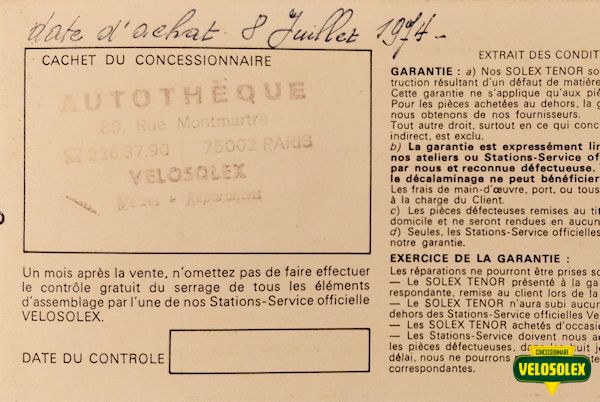 date d'achat 8 Juillet 1974
CACHET DU CONCESSIONNAIRE
AUTOTHÈQUE
80, Rue Montmartre
236.37.90 75002 PARIS
VELOSOLEX
Réparations
Un mois après la vente, n'omettez pas de faire effectuer
le contrôle gratuit du serrage de tous les éléments
d'assemblage par l'une de nos Stations-Service officielle
VELOSOLEX.
DATE DU CONTROLE
EXTRAIT DES CONDIT
GARANTIE : a) Nos SOLEX TENOR so
truction résultant d'un défaut de matière
Cette garantie ne s'applique qu'aux piè
Pour les pièces achetées au dehors, la g
nous obtenons de nos fournisseurs.
Tout autre droit, surtout en ce qui conc
indirect, est exclu.
b) La garantie est expressément lim
nos ateliers ou Stations-Service of
par nous et reconnue défectueuse.
le décalaminage ne peut bénéficier
Les frais de main-d'œuvre, port, ou tous
à la charge du Client.
c) Les pièces défecteuses remises au tit
domicile et ne seront rendues en aucun
d) Seules, les Stations-Service officielles
notre garantie.
EXERCICE DE LA GARANTIE :
Les réparations ne pourront être prises so
— Le SOLEX TENOR présenté à la ga
respondante, remise au client lors de la
— Le SOLEX TENOR n'aura subi aucun
dehors des Stations-Service officielles Ve
— Les SOLEX TENOR achetés d'occasio
— Les Stations-Service doivent nous a
les pièces défectueuses, dans les huit j
délai, nous ne pourrons
correspondantes.
CONCESSIONNAIRE
VELOSOLEX